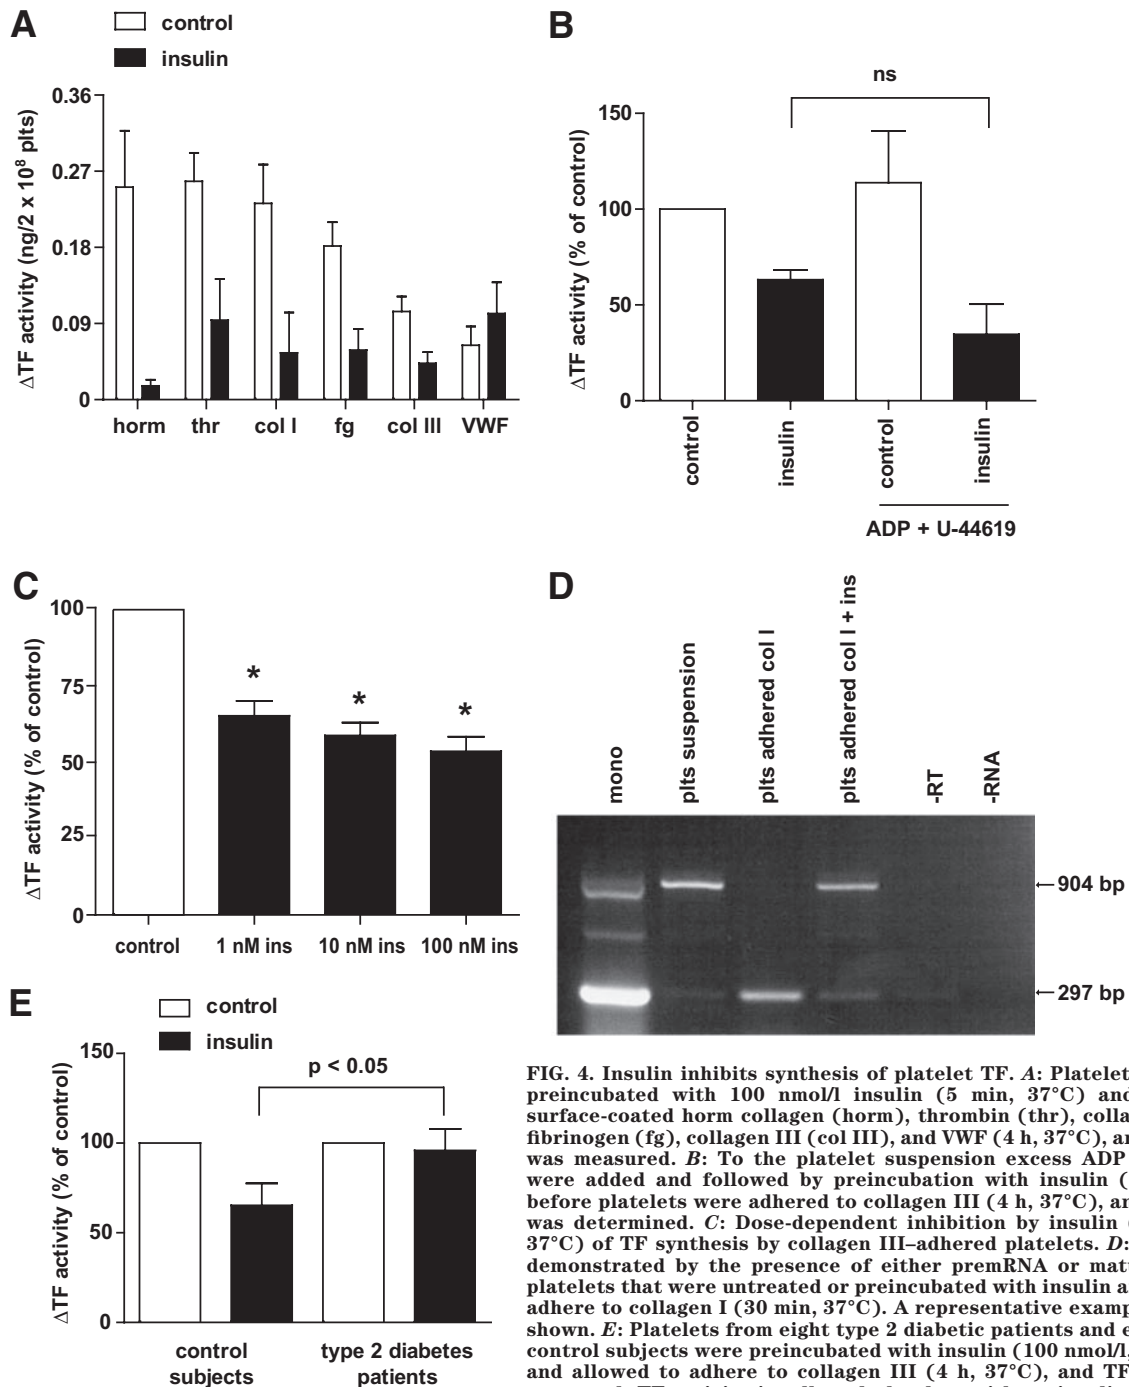 A
control
insulin
ΔTF activity (ng/2 x 10⁸ plts)
0.36
0.27
0.18
0.09
0
horm thr col I fg col III VWF
B
ns
ΔTF activity (% of control)
150
100
50
0
control
insulin
control
insulin
ADP + U-44619
C
ΔTF activity (% of control)
100
75
50
25
0
* * *
control 1 nM ins 10 nM ins 100 nM ins
D
mono
plts suspension
plts adhered col I
plts adhered col I + ins
-RT
-RNA
←904 bp
←297 bp
E
control
insulin
ΔTF activity (% of control)
150
100
50
0
p < 0.05
control subjects
type 2 diabetes patients
FIG. 4. Insulin inhibits synthesis of platelet TF. A: Platelet
preincubated with 100 nmol/l insulin (5 min, 37°C) and
surface-coated horm collagen (horm), thrombin (thr), colla
fibrinogen (fg), collagen III (col III), and VWF (4 h, 37°C), an
was measured. B: To the platelet suspension excess ADP
were added and followed by preincubation with insulin (
before platelets were adhered to collagen III (4 h, 37°C), an
was determined. C: Dose-dependent inhibition by insulin (
37°C) of TF synthesis by collagen III–adhered platelets. D:
demonstrated by the presence of either premRNA or mat
platelets that were untreated or preincubated with insulin a
adhere to collagen I (30 min, 37°C). A representative examp
shown. E: Platelets from eight type 2 diabetic patients and e
control subjects were preincubated with insulin (100 nmol/l,
and allowed to adhere to collagen III (4 h, 37°C), and TF